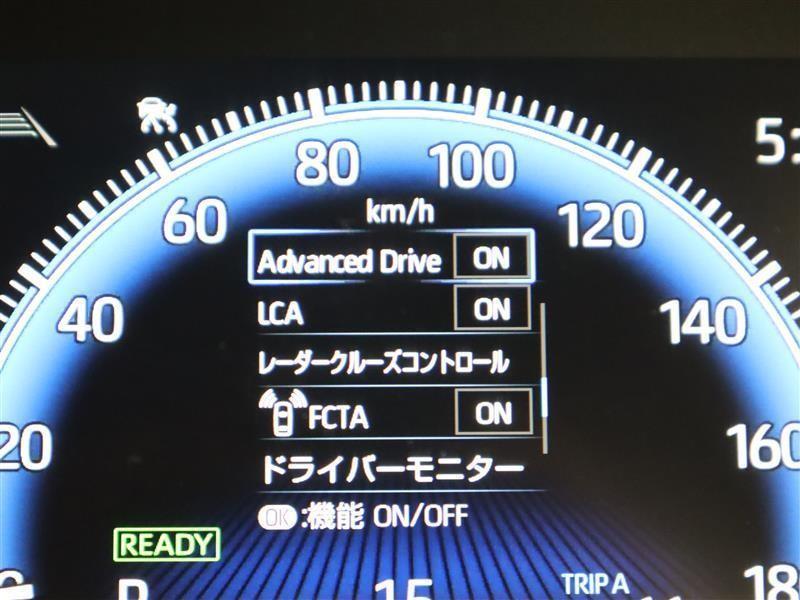 5:
80 100
km/h
60 120
Advanced Drive ON
LCA ON
40 140
レーダークルーズコントロール
FCTA ON
20 160
ドライバーモニター
OK:機能 ON/OFF
READY
P 15 TRIP A 180